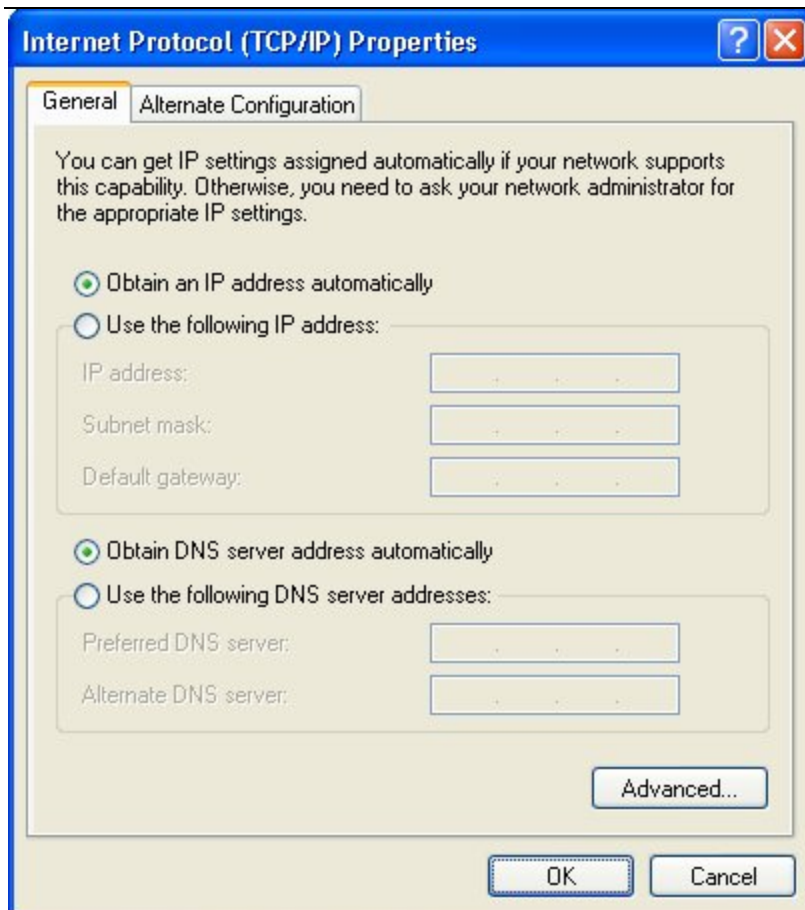 Internet Protocol (TCP/IP) Properties
General
Alternate Configuration
You can get IP settings assigned automatically if your network supports
this capability. Otherwise, you need to ask your network administrator for
the appropriate IP settings.
Obtain an IP address automatically
Use the following IP address:
IP address:
Subnet mask:
Default gateway:
Obtain DNS server address automatically
Use the following DNS server addresses:
Preferred DNS server:
Alternate DNS server:
Advanced...
OK
Cancel